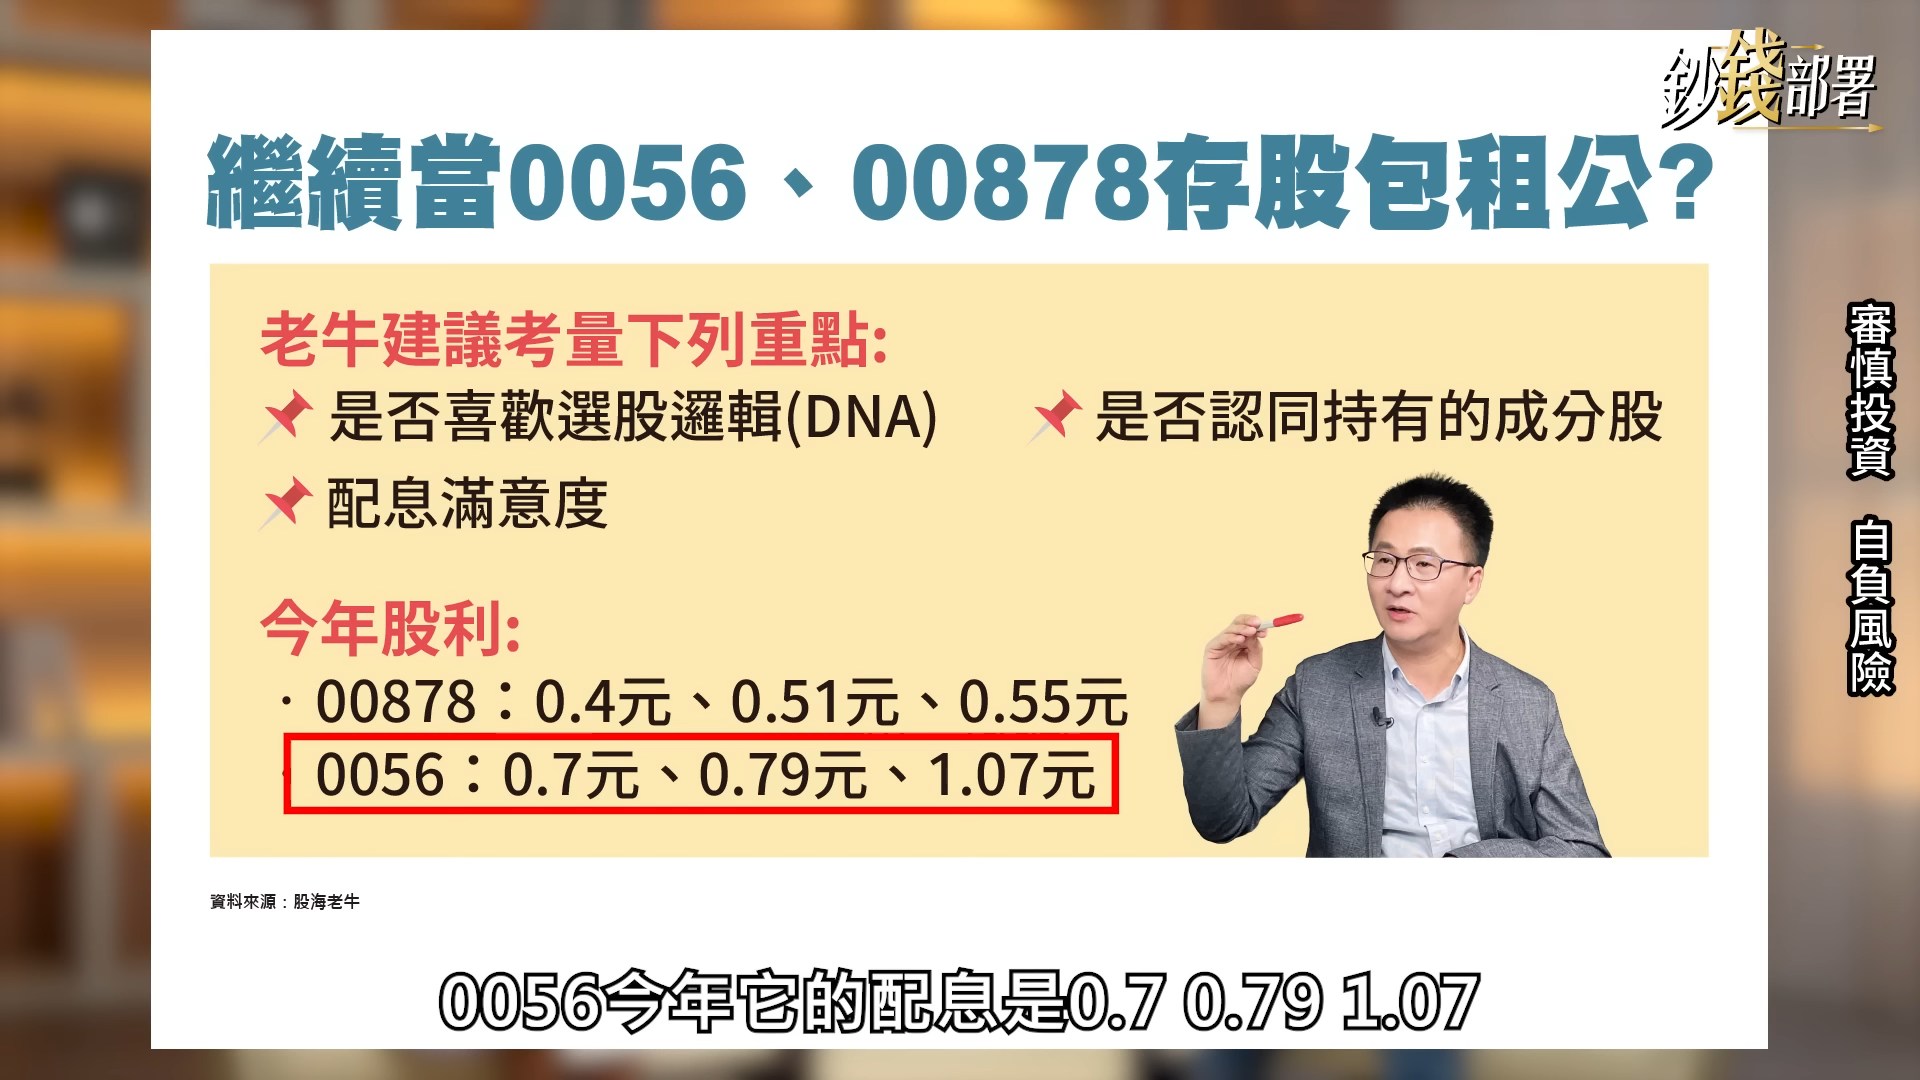 鈔錢部署
繼續當0056、00878存股包租公?
老牛建議考量下列重點:
是否喜歡選股邏輯(DNA)
是否認同持有的成分股
配息滿意度
今年股利:
·00878：0.4元、0.51元、0.55元
·0056：0.7元、0.79元、1.07元
資料來源：股海老牛
審慎投資 自負風險
0056今年它的配息是0.7 0.79 1.07